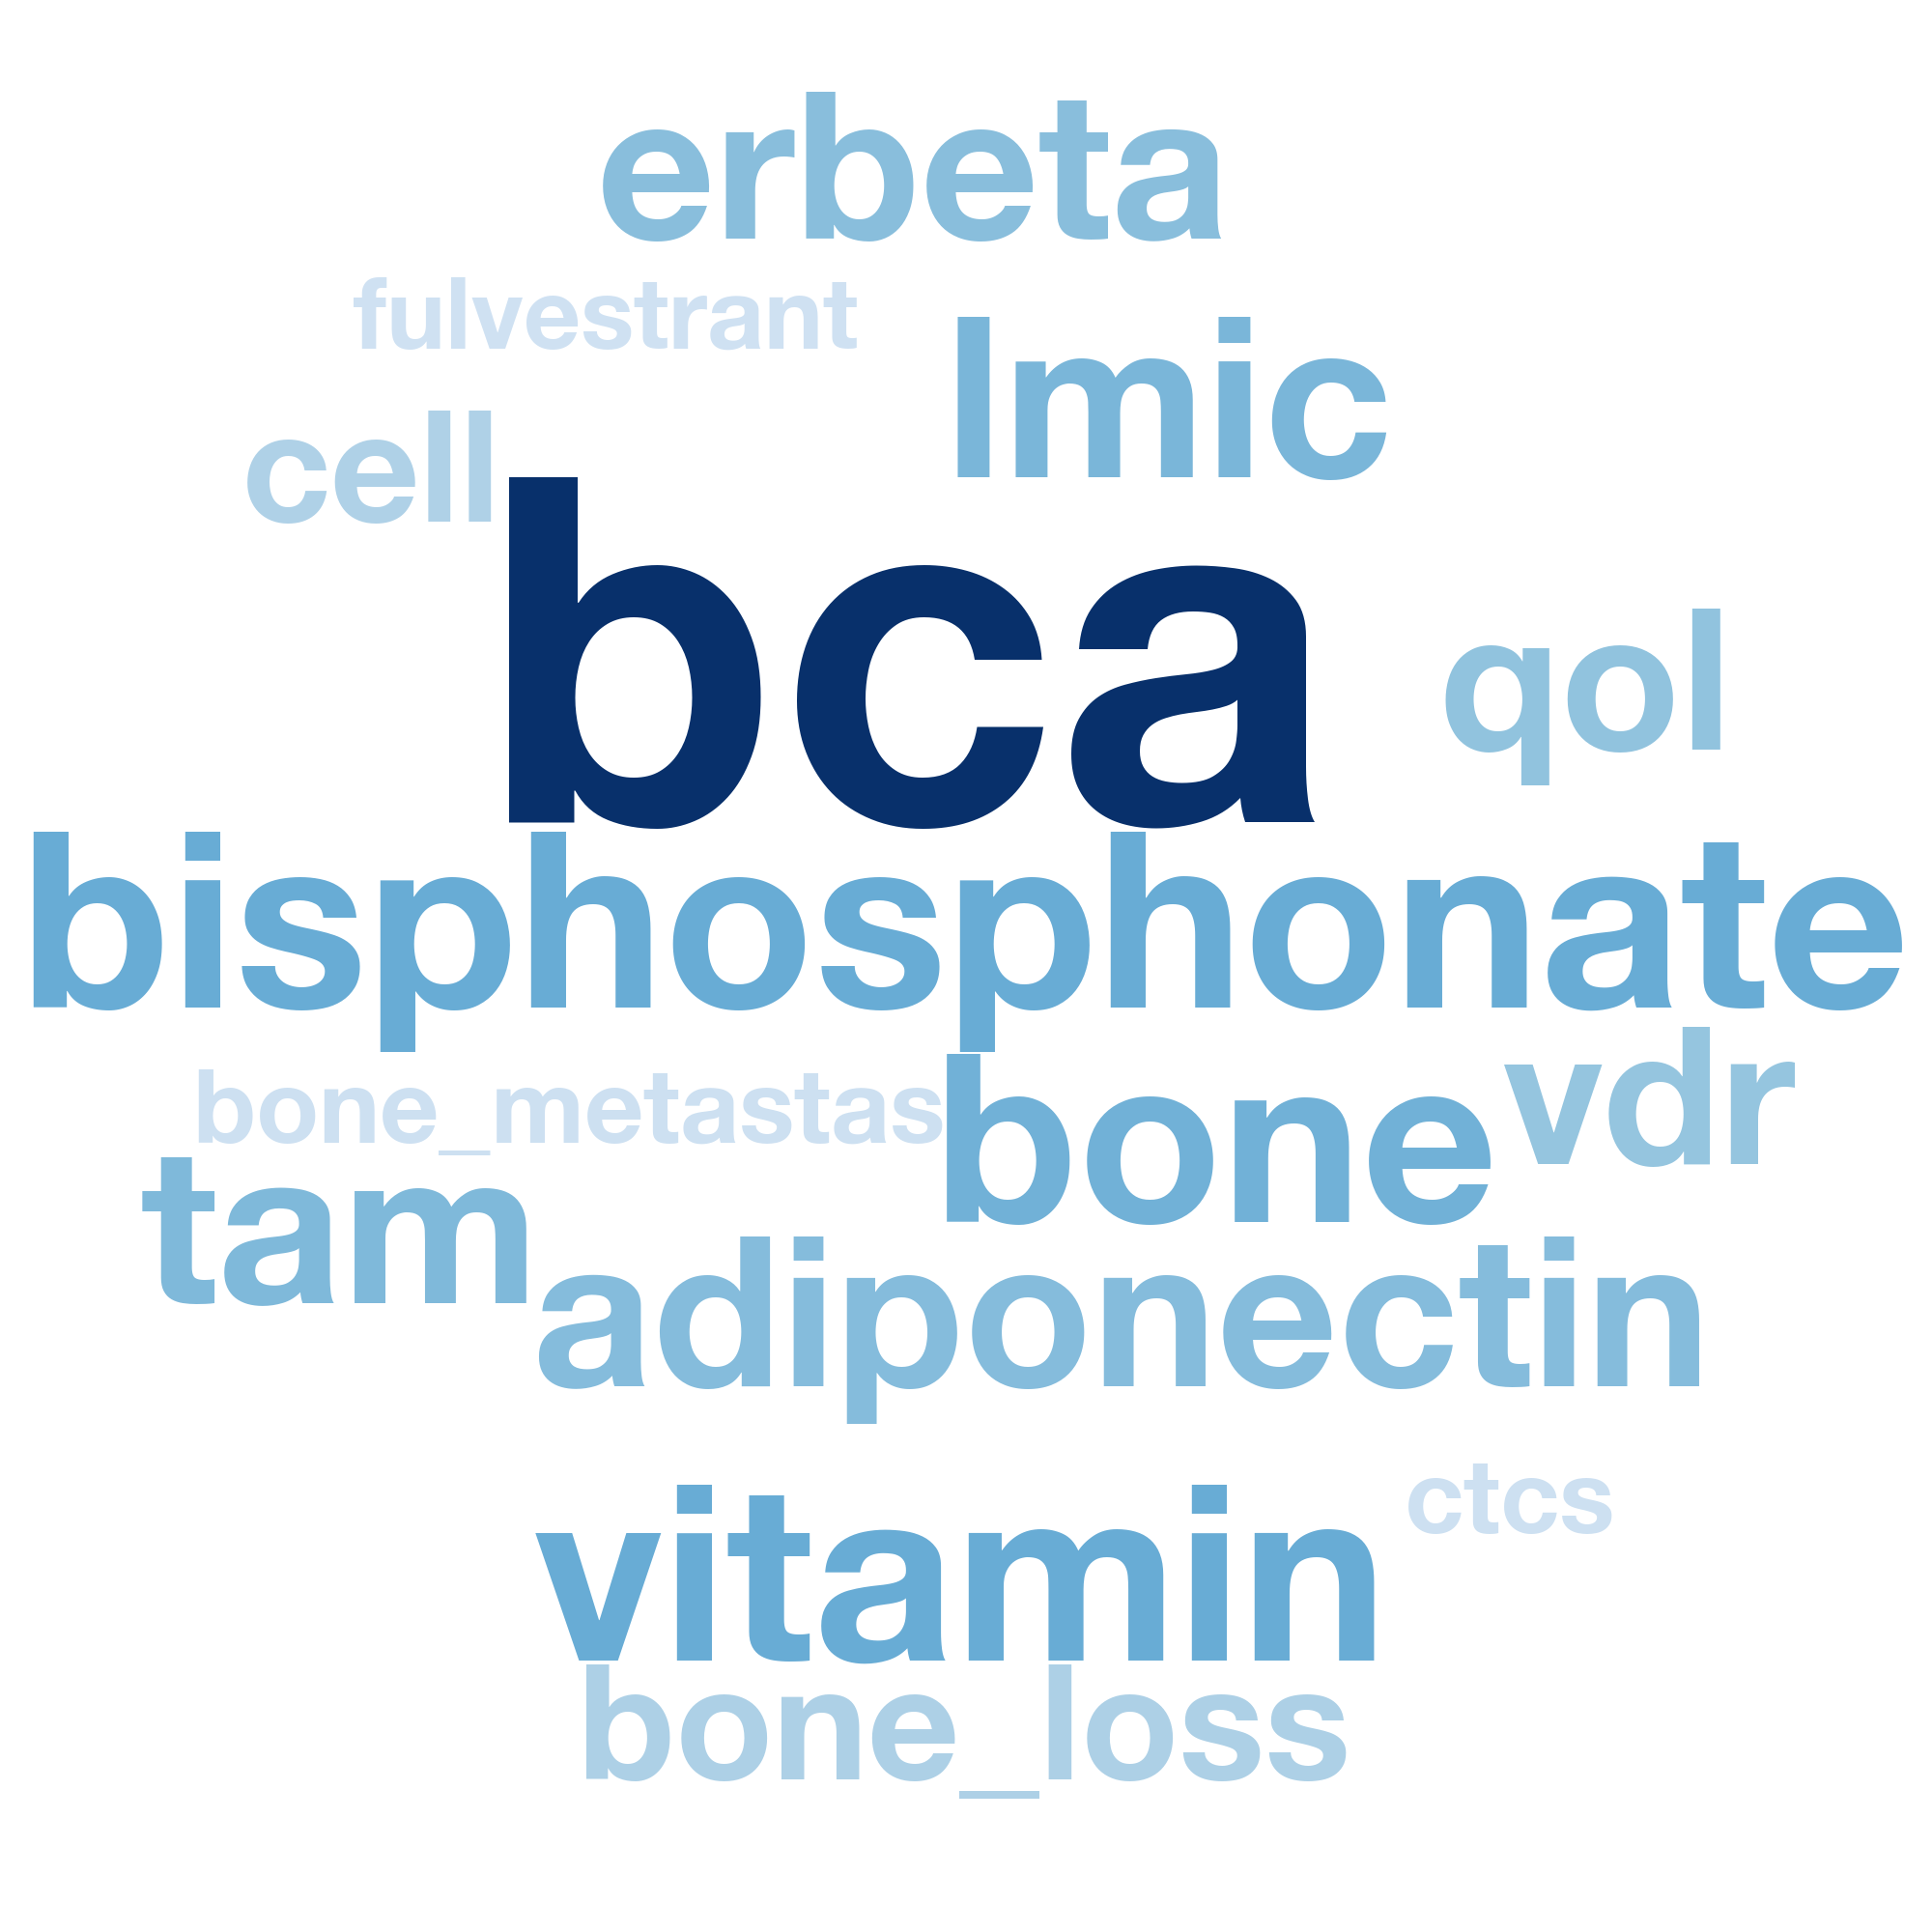 erbeta
fulvestrant
lmic
cell
bca
qol
bisphosphonate
bone_metastas
bone
vdr
tam
adiponectin
ctcs
vitamin
bone_loss